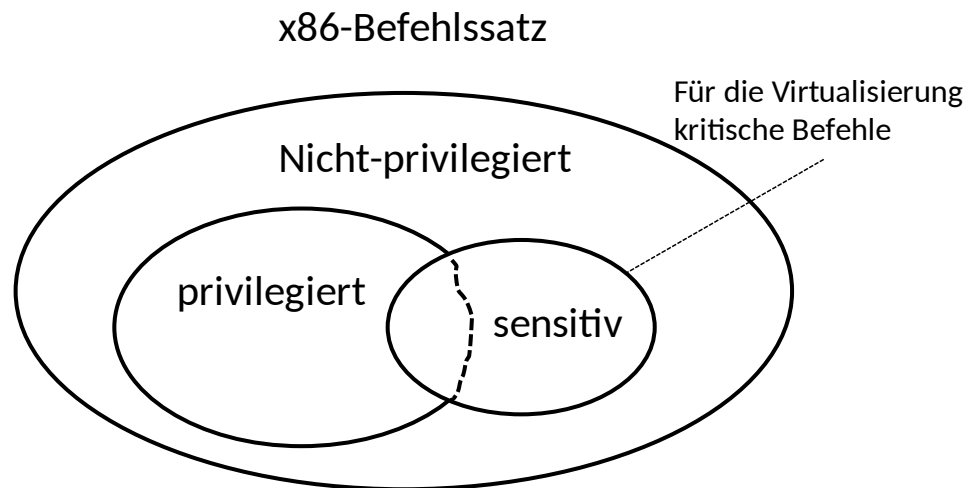 x86-Befehlssatz
Für die Virtualisierung
kritische Befehle
Nicht-privilegiert
privilegiert
sensitiv